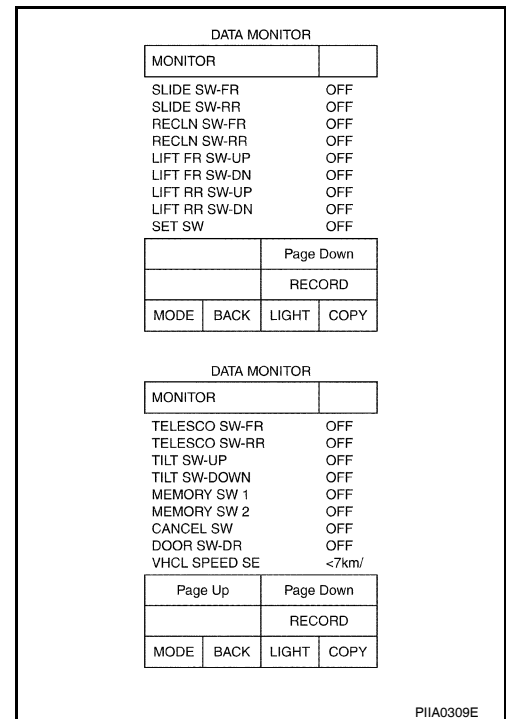 DATA MONITOR
MONITOR
SLIDE SW-FR OFF
SLIDE SW-RR OFF
RECLN SW-FR OFF
RECLN SW-RR OFF
LIFT FR SW-UP OFF
LIFT FR SW-DN OFF
LIFT RR SW-UP OFF
LIFT RR SW-DN OFF
SET SW OFF
Page Down
RECORD
MODE BACK LIGHT COPY
DATA MONITOR
MONITOR
TELESCO SW-FR OFF
TELESCO SW-RR OFF
TILT SW-UP OFF
TILT SW-DOWN OFF
MEMORY SW 1 OFF
MEMORY SW 2 OFF
CANCEL SW OFF
DOOR SW-DR OFF
VHCL SPEED SE <7km/
Page Up Page Down
RECORD
MODE BACK LIGHT COPY
PIIA0309E